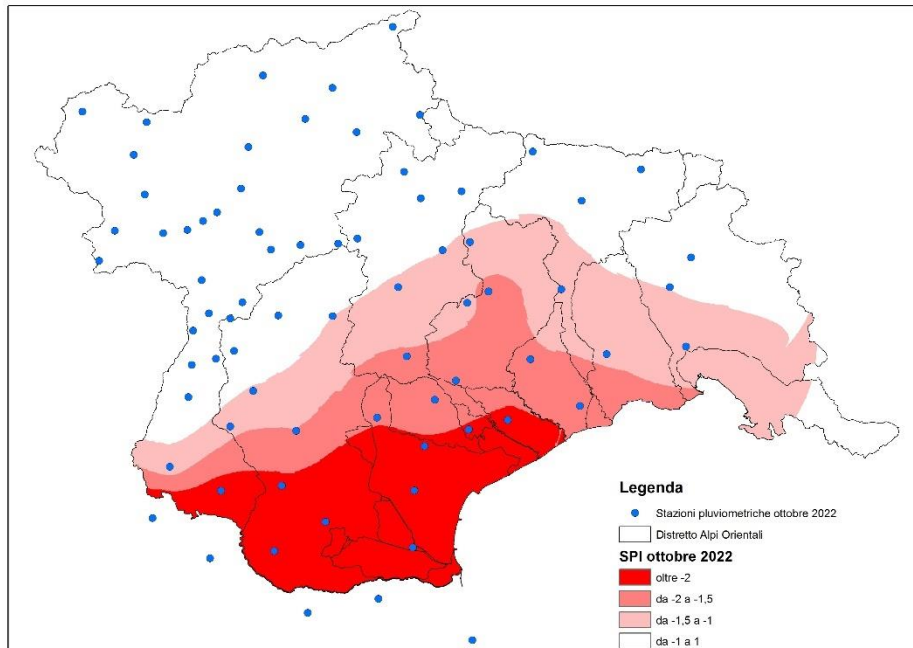 Legenda
Stazioni pluviometriche ottobre 2022
Distretto Alpi Orientali
SPI ottobre 2022
oltre -2
da -2 a -1,5
da -1,5 a -1
da -1 a 1